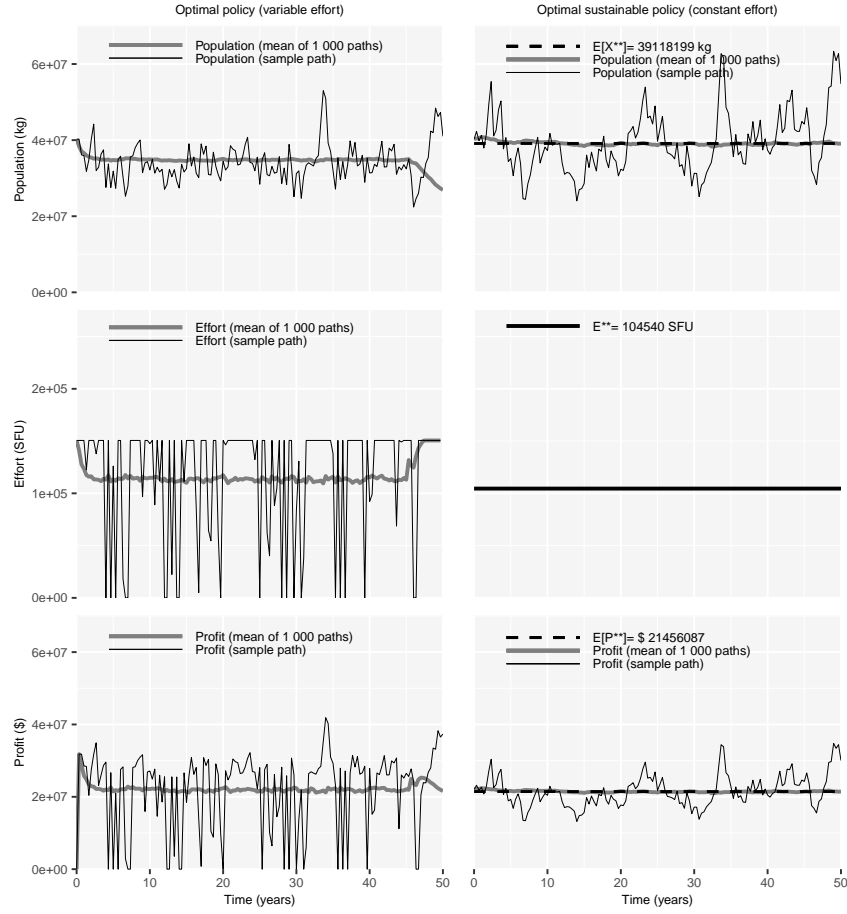 Optimal policy (variable effort)
Optimal sustainable policy (constant effort)
Population (kg)
6e+07
4e+07
2e+07
0e+00
Population (mean of 1 000 paths)
Population (sample path)
E[X**]= 39118199 kg
Population (mean of 1 000 paths)
Population (sample path)
Effort (SFU)
2e+05
1e+05
0e+00
Effort (mean of 1 000 paths)
Effort (sample path)
E**= 104540 SFU
Profit ($)
6e+07
4e+07
2e+07
0e+00
Profit (mean of 1 000 paths)
Profit (sample path)
E[P**]= $ 21456087
Profit (mean of 1 000 paths)
Profit (sample path)
0 10 20 30 40 50
Time (years)
0 10 20 30 40 50
Time (years)